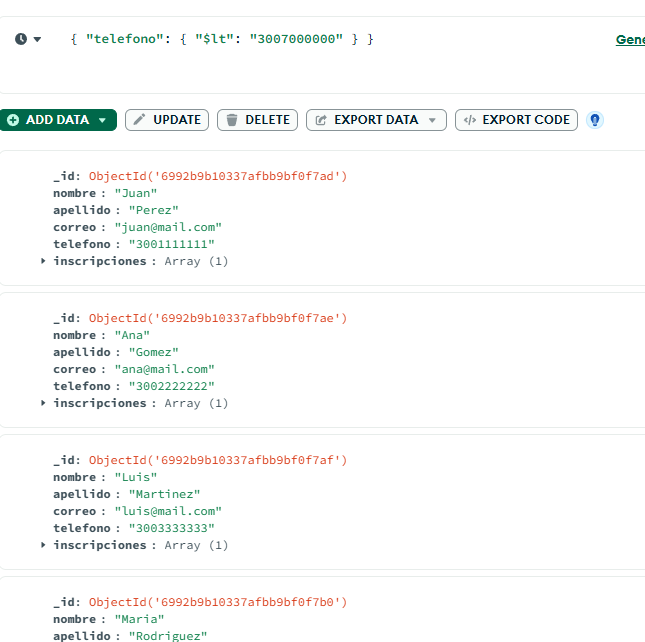 { "telefono": { "$lt": "3007000000" } }
Gene
ADD DATA
UPDATE
DELETE
EXPORT DATA
EXPORT CODE
_id: ObjectId('6992b9b10337afbb9bf0f7ad')
nombre : "Juan"
apellido : "Perez"
correo : "juan@mail.com"
telefono : "3001111111"
inscripciones : Array (1)
_id: ObjectId('6992b9b10337afbb9bf0f7ae')
nombre : "Ana"
apellido : "Gomez"
correo : "ana@mail.com"
telefono : "3002222222"
inscripciones : Array (1)
_id: ObjectId('6992b9b10337afbb9bf0f7af')
nombre : "Luis"
apellido : "Martinez"
correo : "luis@mail.com"
telefono : "3003333333"
inscripciones : Array (1)
_id: ObjectId('6992b9b10337afbb9bf0f7b0')
nombre : "Maria"
apellido : "Rodriguez"